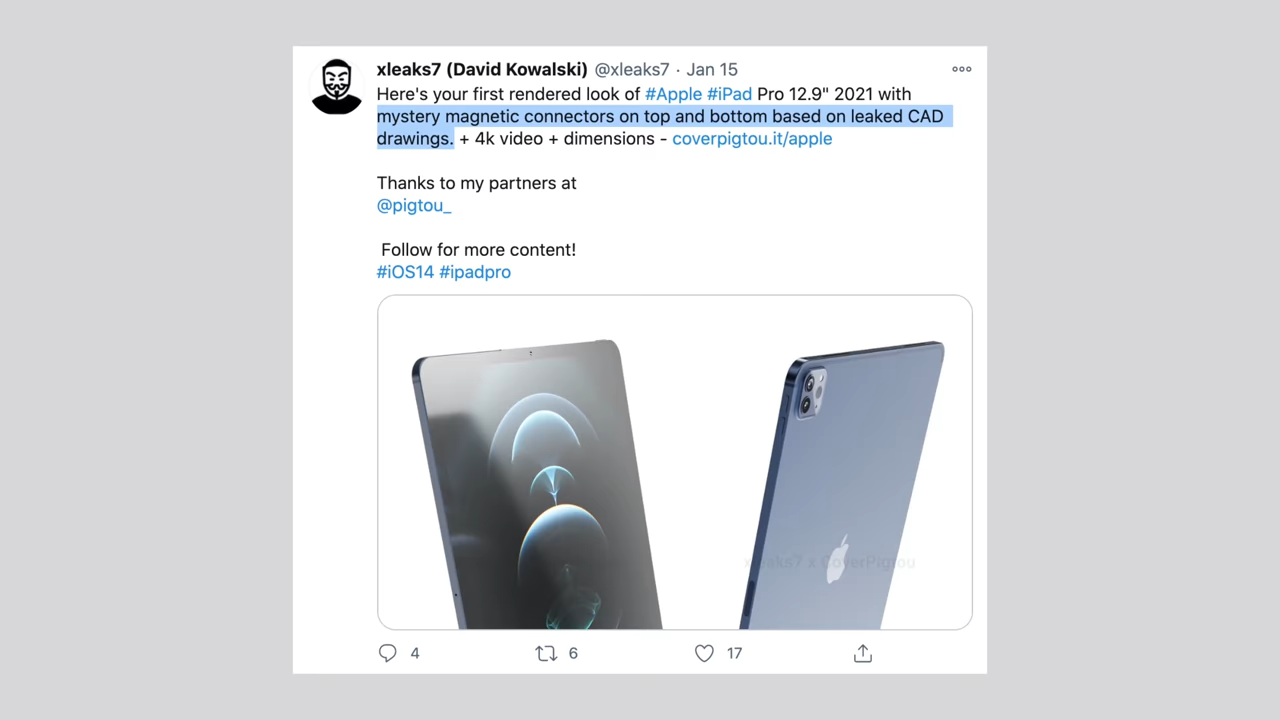 xleaks7 (David Kowalski) @xleaks7 · Jan 15
Here's your first rendered look of #Apple #iPad Pro 12.9" 2021 with
mystery magnetic connectors on top and bottom based on leaked CAD
drawings. + 4k video + dimensions - coverpigtou.it/apple
Thanks to my partners at
@pigtou_
Follow for more content!
#iOS14 #ipadpro
xleaks7 x CoverPigtou
4 6 17